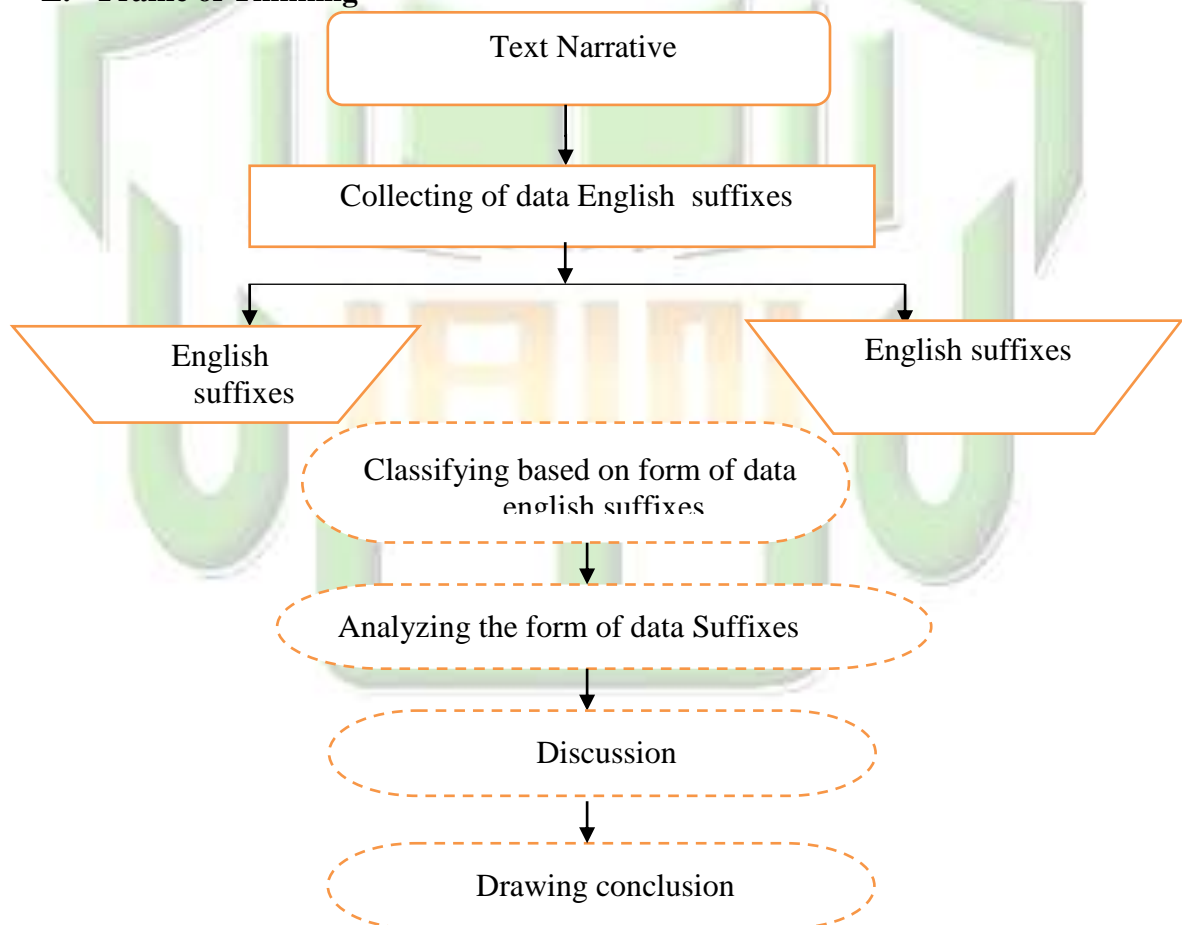 Text Narrative
Collecting of data English suffixes
English
suffixes
English suffixes
Classifying based on form of data
english suffixes
Analyzing the form of data Suffixes
Discussion
Drawing conclusion